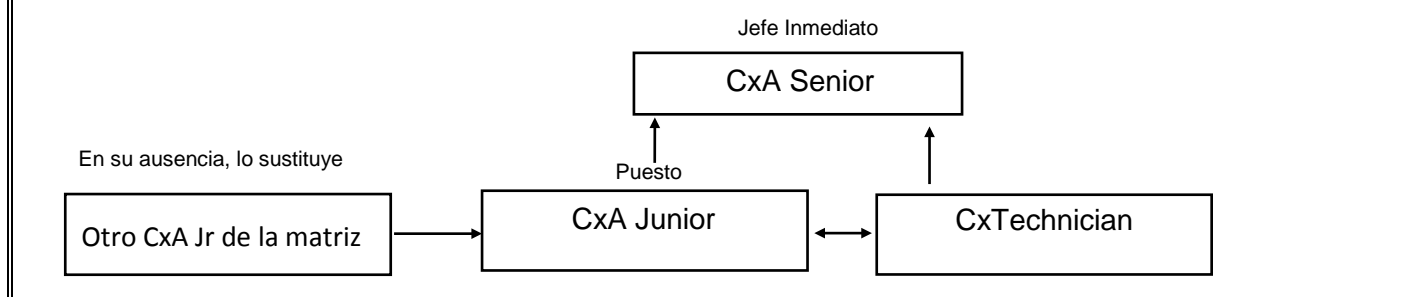 Jefe Inmediato
CxA Senior
En su ausencia, lo sustituye
Puesto
Otro CxA Jr de la matriz
CxA Junior
CxTechnician